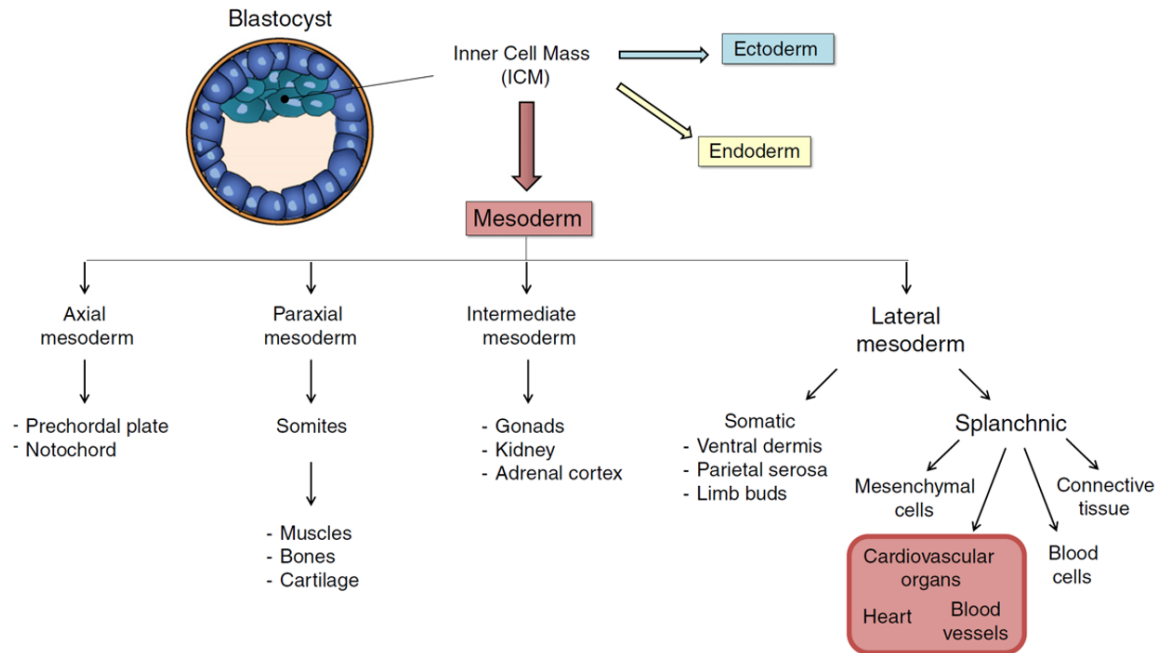 Blastocyst
Inner Cell Mass
(ICM)
Ectoderm
Endoderm
Mesoderm
Axial
mesoderm
Paraxial
mesoderm
Intermediate
mesoderm
Lateral
mesoderm
- Prechordal plate
- Notochord
Somites
- Muscles
- Bones
- Cartilage
- Gonads
- Kidney
- Adrenal cortex
Somatic
- Ventral dermis
- Parietal serosa
- Limb buds
Splanchnic
Mesenchymal
cells
Connective
tissue
Cardiovascular
organs
Heart
Blood
vessels
Blood
cells